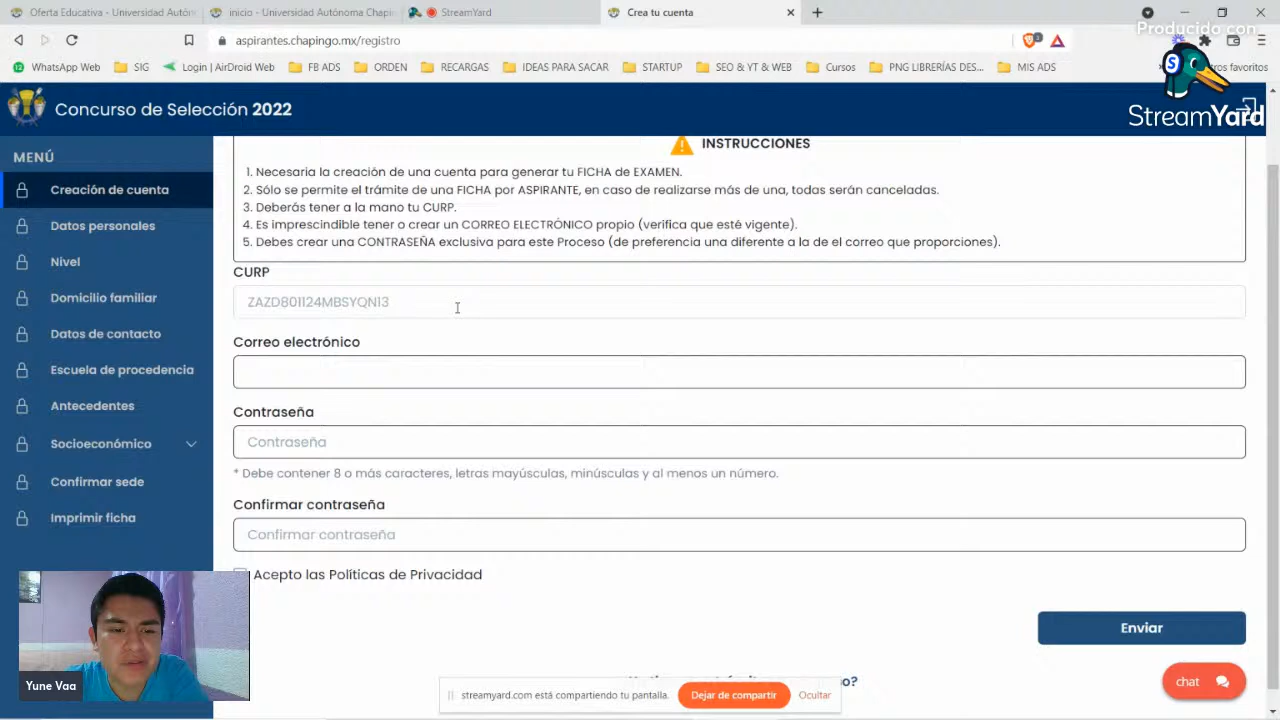 Oferta Educativa - Universidad Autón
inicio - Universidad Autónoma Chapin
StreamYard
Crea tu cuenta
Producida con
aspirantes.chapingo.mx/registro
WhatsApp Web
SIG
Login | AirDroid Web
FB ADS
ORDEN
RECABAR
IDEAS PARA SACAR
STARTUP
SEO & YT & WEB
Cursos
PNG LIBRERÍAS DES...
MIS ADS
ros favoritos
Concurso de Selección 2022
StreamYard
MENÚ
Creación de cuenta
Datos personales
Nivel
Domicilio familiar
Datos de contacto
Escuela de procedencia
Antecedentes
Socioeconómico
Confirmar sede
Imprimir ficha
INSTRUCCIONES
1. Necesaria la creación de una cuenta para generar tu FICHA de EXAMEN.
2. Sólo se permite el trámite de una FICHA por ASPIRANTE, en caso de realizarse más de una, todas serán canceladas.
3. Deberás tener a la mano tu CURP.
4. Es imprescindible tener o crear un CORREO ELECTRÓNICO propio (verifica que esté vigente).
5. Debes crear una CONTRASEÑA exclusiva para este Proceso (de preferencia una diferente a la de el correo que proporciones).
CURP
ZAZD801124MBSYQN13
Correo electrónico
Contraseña
Contraseña
* Debe contener 8 o más caracteres, letras mayúsculas, minúsculas y al menos un número.
Confirmar contraseña
Confirmar contraseña
Acepto las Políticas de Privacidad
Enviar
Yune Vaa
streamyard.com está compartiendo tu pantalla.
Dejar de compartir
Ocultar
so?
chat